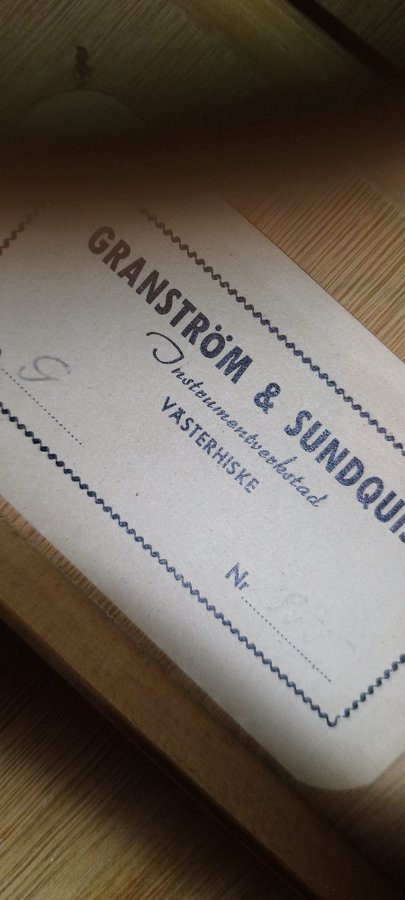 GRANSTRÖM & SUNDQUI
Instrumentverkstad
VÄSTERHISKE
G
Nr